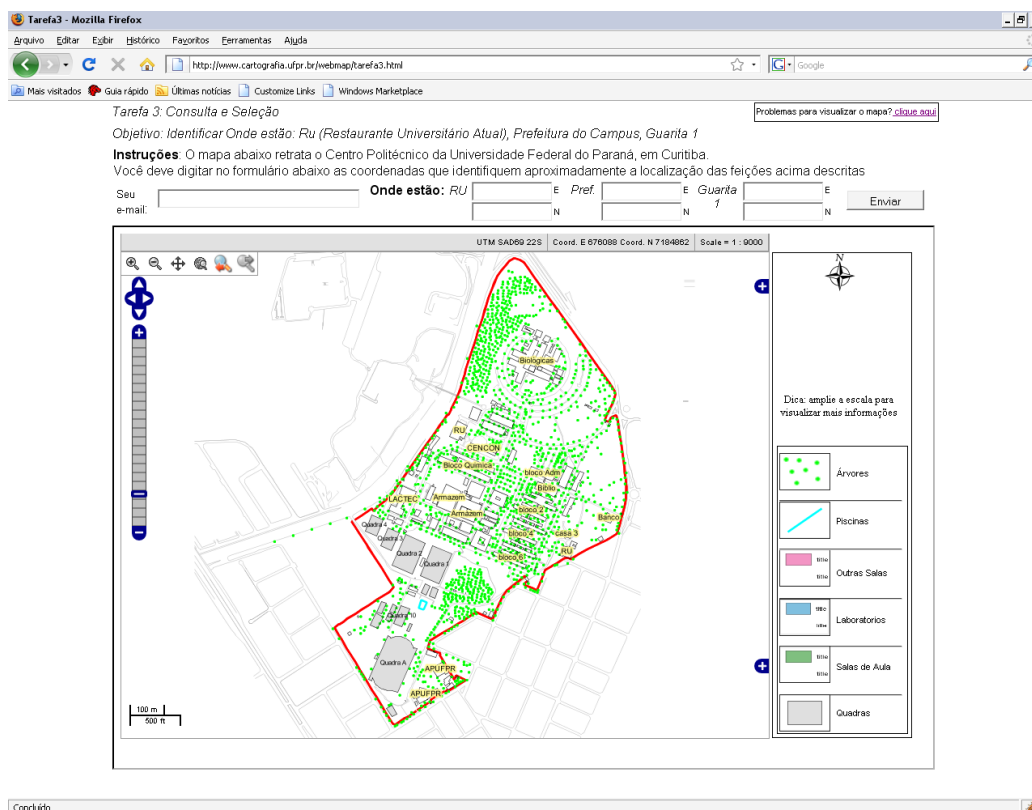 Tarefa3 - Mozilla Firefox
Arquivo Editar Exibir Histórico Favoritos Ferramentas Ajuda
http://www.cartografia.ufpr.br/webmap/tarefa3.html
G Google
Mais visitados Guia rápido Últimas notícias Customize Links Windows Marketplace
Tarefa 3: Consulta e Seleção
Problemas para visualizar o mapa? clique aqui
Objetivo: Identificar Onde estão: Ru (Restaurante Universitário Atual), Prefeitura do Campus, Guarita 1
Instruções: O mapa abaixo retrata o Centro Politécnico da Universidade Federal do Paraná, em Curitiba.
Você deve digitar no formulário abaixo as coordenadas que identifiquem aproximadamente a localização das feições acima descritas
Seu e-mail:
Onde estão: RU E N
Pref. E N
Guarita 1 E N
Enviar
UTM SAD69 22S Coord. E 676088 Coord. N 7184862 Scale = 1 : 9000
N
Biologicas
RU
CENCON
Bloco Quimica
bloco Adm
Biblio
LACTEC
Armazem
Armazem
bloco 2
Banco
Quadra 4
Quadra 3
bloco 4
casa 3
Quadra 2
RU
bloco 6
Quadra 1
Quadra 10
Quadra A
APUFPR
APUFPR
100 m
500 ft
Dica: amplie a escala para
visualizar mais informações
Árvores
Piscinas
title
title
Outras Salas
title
title
Laboratorios
title
title
Salas de Aula
Quadras
Concluído